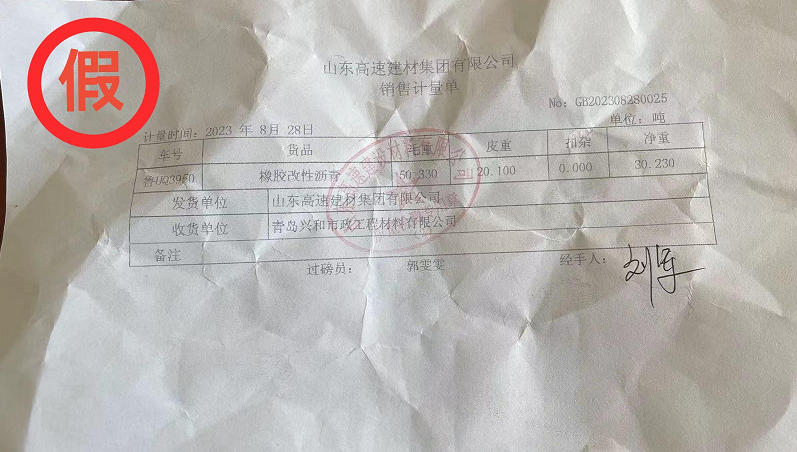 假
山东高速建材集团有限公司
销售计量单
No: GB202308280025
计量时间: 2023 年 8月 28日 单位: 吨
车号 货品 毛重 皮重 扣杂 净重
鲁UQ3950 橡胶改性沥青 50.330 20.100 0.000 30.230
发货单位 山东高速建材集团有限公司
收货单位 青岛兴和市政工程材料有限公司
备注
过磅员: 郭雯雯 经手人: